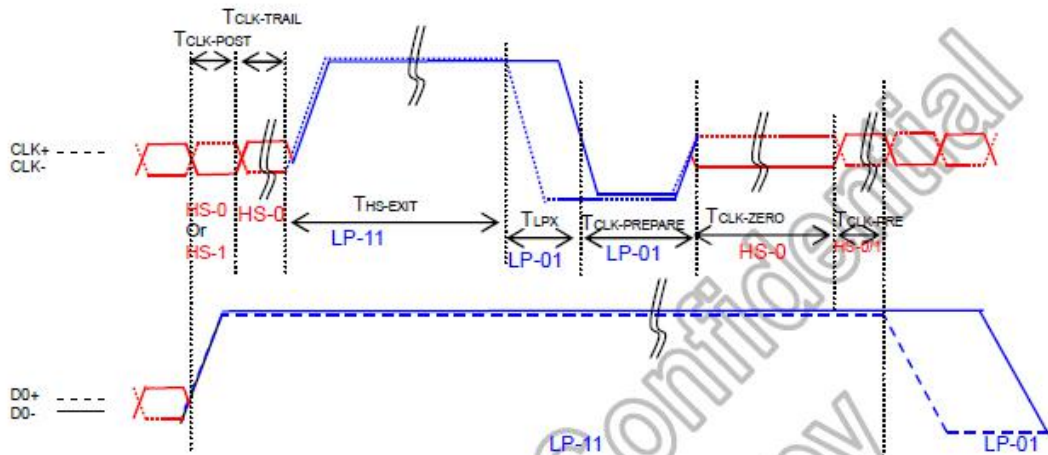 TCLK-TRAIL
TCLK-POST
CLK+
CLK-
HS-0
Or
HS-1
HS-0
THS-EXIT
LP-11
TLPX
LP-01
TCLK-PREPARE
LP-01
TCLK-ZERO
HS-0
TCLK-PRE
HS-0/1
D0+
D0-
LP-11
LP-01
Confidential